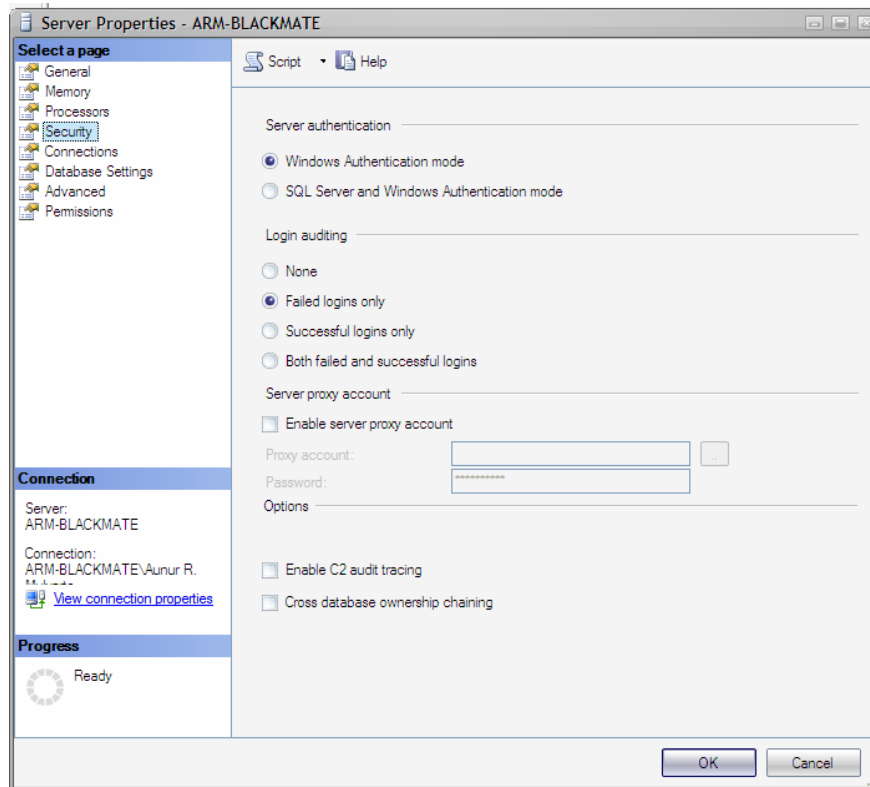 Server Properties - ARM-BLACKMATE
Select a page
General
Memory
Processors
Security
Connections
Database Settings
Advanced
Permissions
Connection
Server:
ARM-BLACKMATE
Connection:
ARM-BLACKMATE\Aunur R.
View connection properties
Progress
Ready
Script
Help
Server authentication
Windows Authentication mode
SQL Server and Windows Authentication mode
Login auditing
None
Failed logins only
Successful logins only
Both failed and successful logins
Server proxy account
Enable server proxy account
Proxy account:
..
Password:
**********
Options
Enable C2 audit tracing
Cross database ownership chaining
OK
Cancel